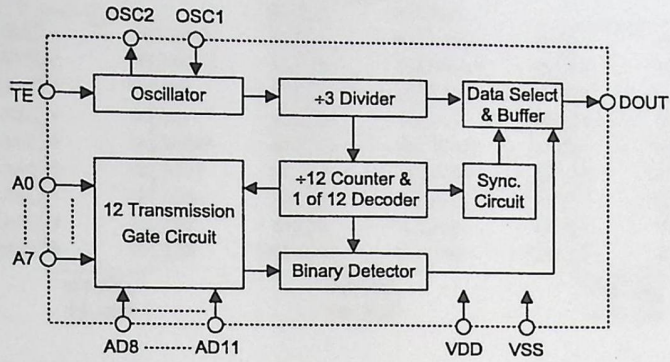 OSC2 OSC1
TE
Oscillator
÷3 Divider
Data Select
& Buffer
DOUT
A0
12 Transmission
Gate Circuit
÷12 Counter &
1 of 12 Decoder
Sync.
Circuit
A7
Binary Detector
AD8 ········ AD11
VDD
VSS